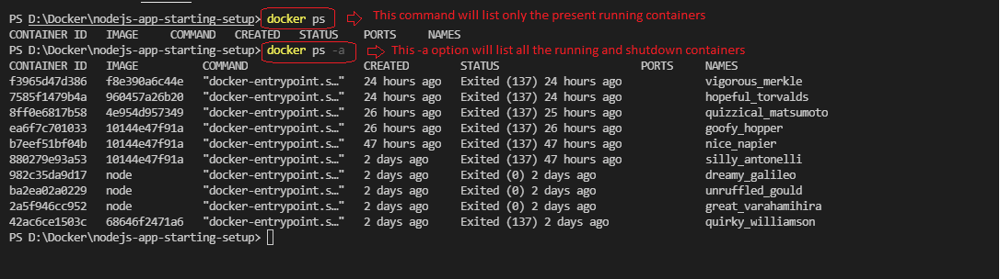 PS D:\Docker\nodejs-app-starting-setup> docker ps This command will list only the present running containers
CONTAINER ID IMAGE COMMAND CREATED STATUS PORTS NAMES
PS D:\Docker\nodejs-app-starting-setup> docker ps -a This -a option will list all the running and shutdown containers
CONTAINER ID IMAGE COMMAND CREATED STATUS PORTS NAMES
f3965d47d386 f8e390a6c44e "docker-entrypoint.s…" 24 hours ago Exited (137) 24 hours ago vigorous_merkle
7585f1479b4a 960457a26b20 "docker-entrypoint.s…" 24 hours ago Exited (137) 24 hours ago hopeful_torvalds
8ff0e6817b58 4e954d957349 "docker-entrypoint.s…" 26 hours ago Exited (137) 25 hours ago quizzical_matsumoto
ea6f7c701033 10144e47f91a "docker-entrypoint.s…" 26 hours ago Exited (137) 26 hours ago goofy_hopper
b7eef51bf04b 10144e47f91a "docker-entrypoint.s…" 47 hours ago Exited (137) 47 hours ago nice_napier
880279e93a53 10144e47f91a "docker-entrypoint.s…" 2 days ago Exited (137) 47 hours ago silly_antonelli
982c35da9d17 node "docker-entrypoint.s…" 2 days ago Exited (0) 2 days ago dreamy_galileo
ba2ea02a0229 node "docker-entrypoint.s…" 2 days ago Exited (0) 2 days ago unruffled_gould
2a5f946cc952 node "docker-entrypoint.s…" 2 days ago Exited (0) 2 days ago great_varahamihira
42ac6ce1503c 68646f2471a6 "docker-entrypoint.s…" 2 days ago Exited (137) 2 days ago quirky_williamson
PS D:\Docker\nodejs-app-starting-setup>